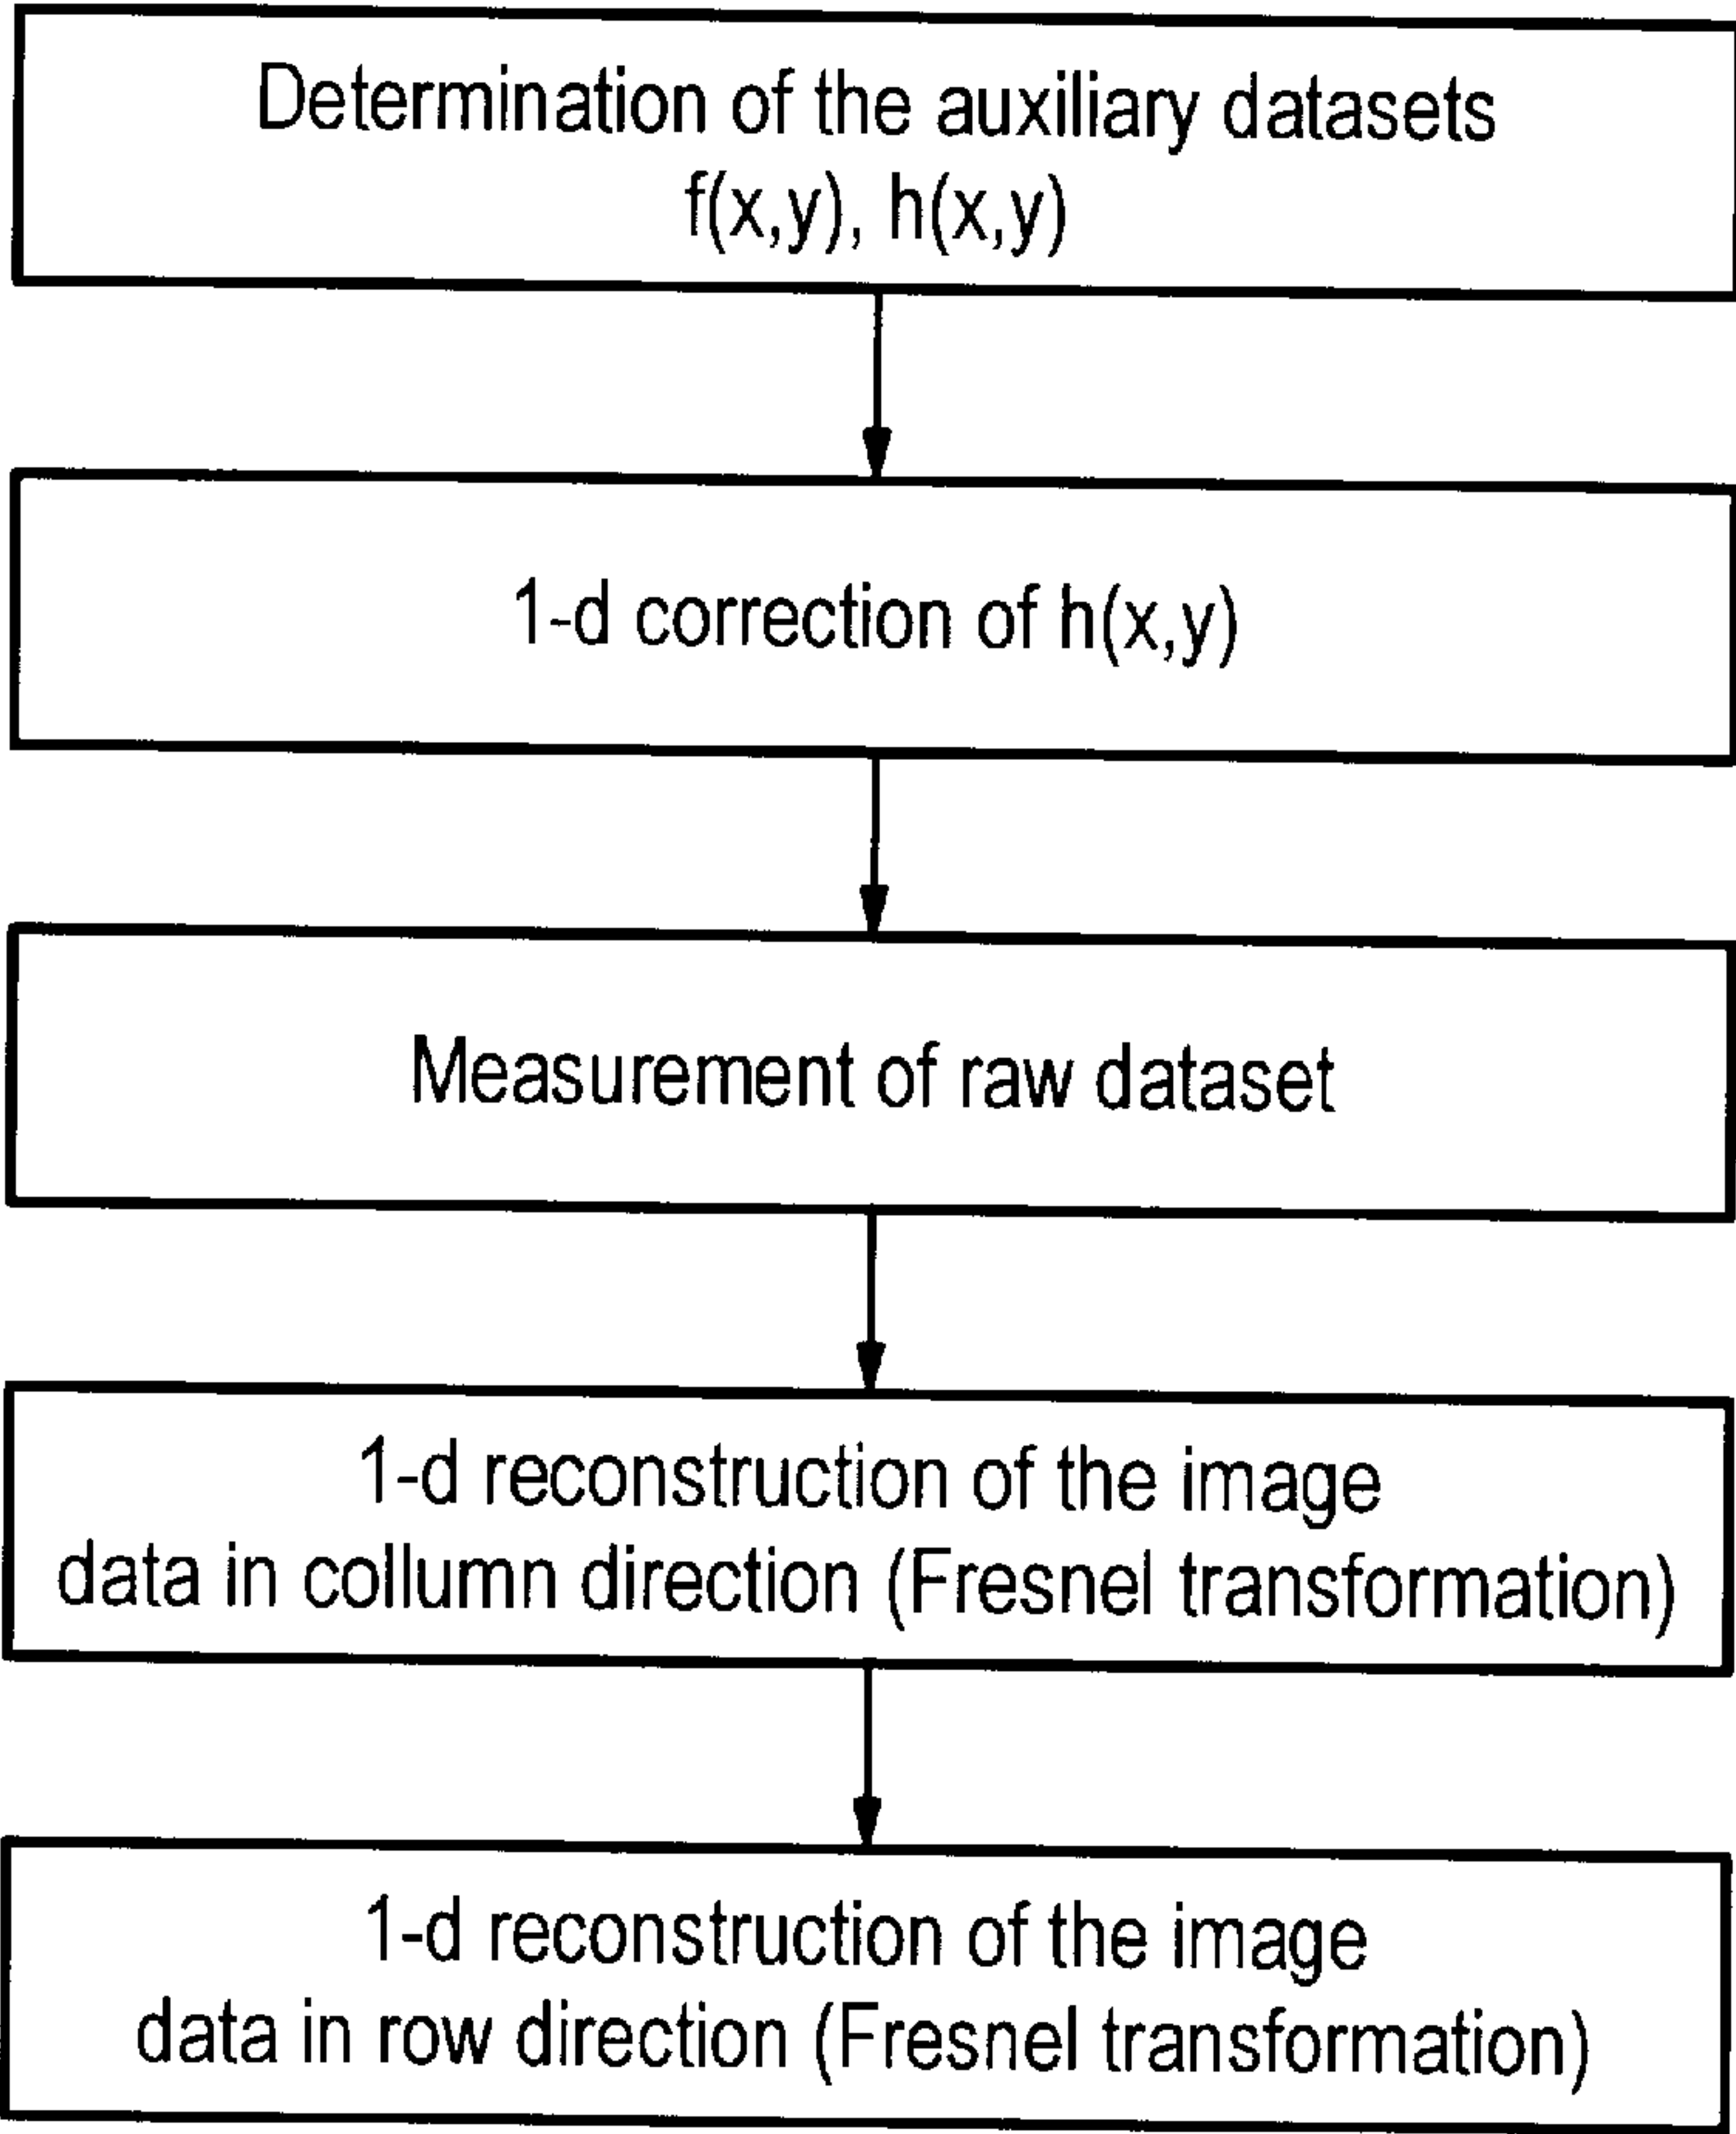 Determination of the auxiliary datasets
f(x,y), h(x,y)
1-d correction of h(x,y)
Measurement of raw dataset
1-d reconstruction of the image
data in collumn direction (Fresnel transformation)
1-d reconstruction of the image
data in row direction (Fresnel transformation)